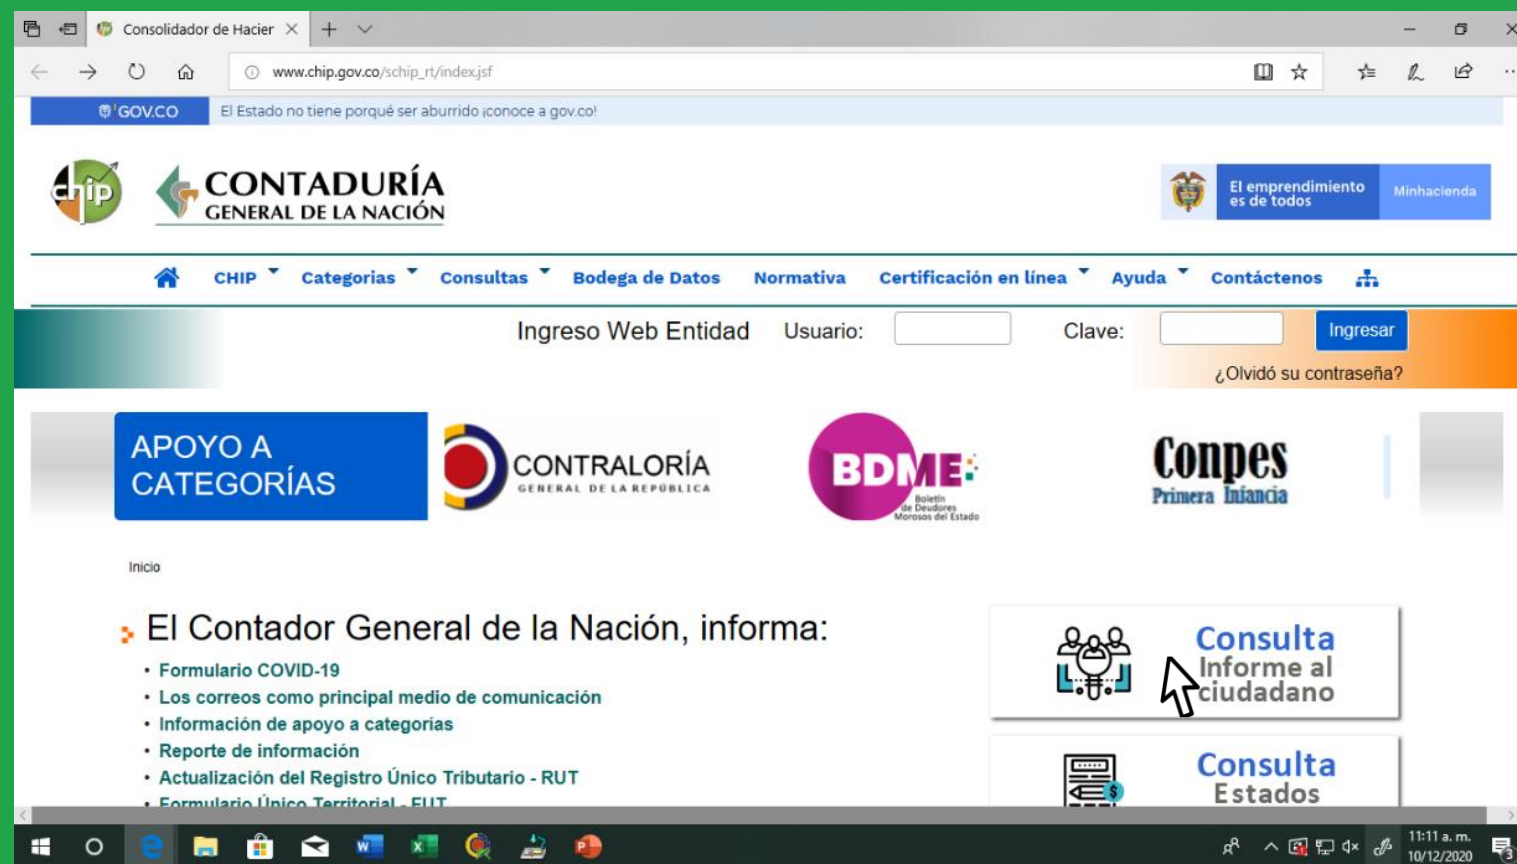 Consolidador de Hacier
www.chip.gov.co/schip_rt/index.jsf
GOV.CO El Estado no tiene porqué ser aburrido ¡conoce a gov.co!
chip
CONTADURÍA
GENERAL DE LA NACIÓN
El emprendimiento
es de todos
Minhacienda
CHIP Categorias Consultas Bodega de Datos Normativa Certificación en línea Ayuda Contáctenos
Ingreso Web Entidad Usuario: Clave: Ingresar
¿Olvidó su contraseña?
APOYO A
CATEGORÍAS
CONTRALORÍA
GENERAL DE LA REPÚBLICA
BDME
Boletín
de Deudores
Morosos del Estado
Conpes
Primera Infancia
Inicio
El Contador General de la Nación, informa:
• Formulario COVID-19
• Los correos como principal medio de comunicación
• Información de apoyo a categorías
• Reporte de información
• Actualización del Registro Único Tributario - RUT
• Formulario Único Territorial - FUT
Consulta
Informe al
ciudadano
Consulta
Estados
11:11 a. m.
10/12/2020
3